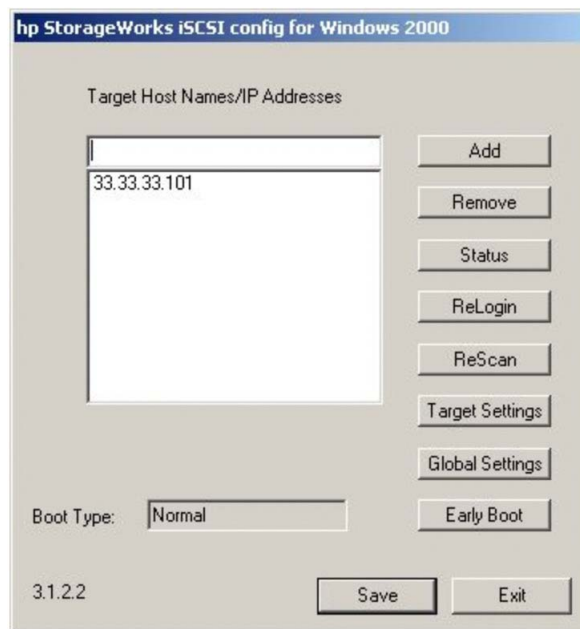 hp StorageWorks iSCSI config for Windows 2000
Target Host Names/IP Addresses
33.33.33.101
Add
Remove
Status
ReLogin
ReScan
Target Settings
Global Settings
Boot Type: Normal
Early Boot
3.1.2.2
Save
Exit